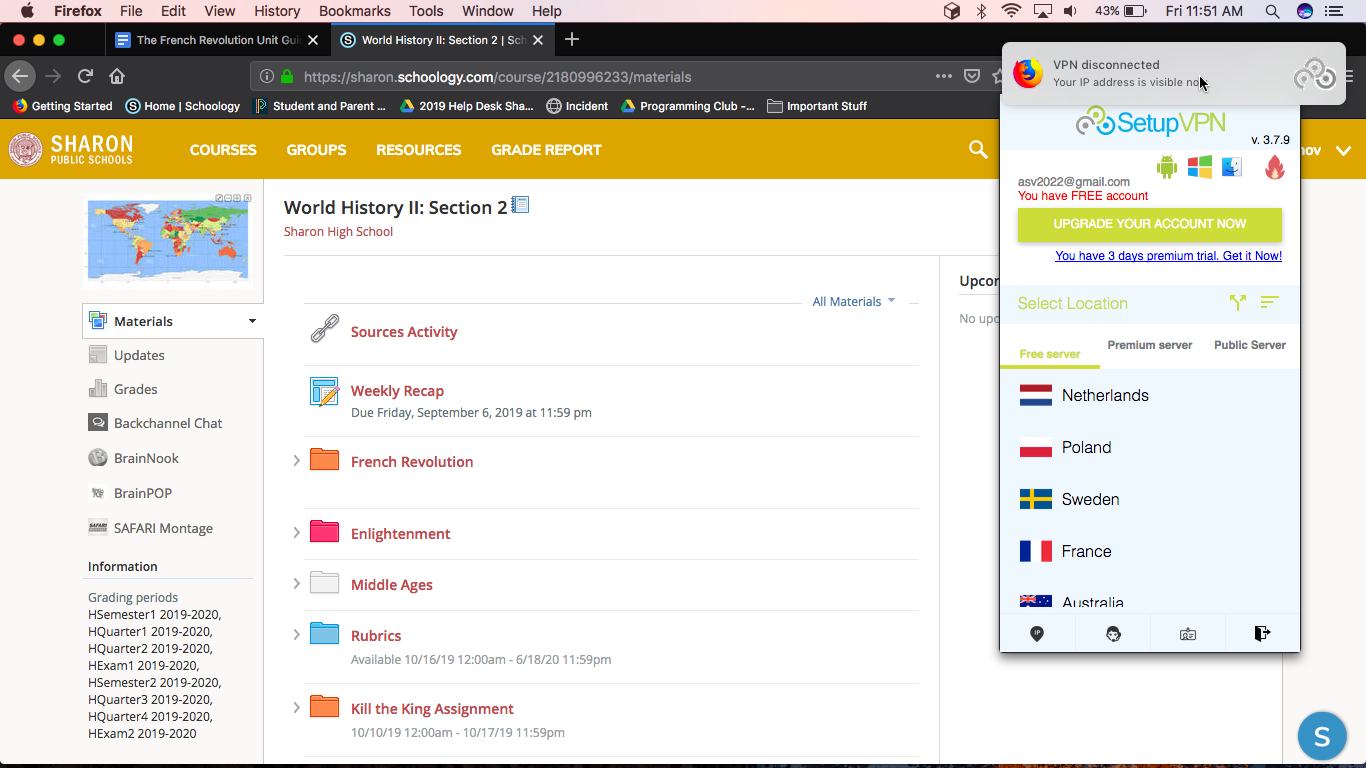 Firefox File Edit View History Bookmarks Tools Window Help 43% Fri 11:51 AM
The French Revolution Unit Gui
World History II: Section 2 | Sch
https://sharon.schoology.com/course/2180996233/materials
Getting Started Home | Schoology Student and Parent ... 2019 Help Desk Sha... Incident Programming Club -... Important Stuff
VPN disconnected
Your IP address is visible
SHARON
PUBLIC SCHOOLS
COURSES GROUPS RESOURCES GRADE REPORT
nov
World History II: Section 2
Sharon High School
Materials
Updates
Grades
Backchannel Chat
BrainNook
BrainPOP
SAFARI Montage
Information
Grading periods
HSemester1 2019-2020,
HQuarter1 2019-2020,
HQuarter2 2019-2020,
HExam1 2019-2020,
HSemester2 2019-2020,
HQuarter3 2019-2020,
HQuarter4 2019-2020,
HExam2 2019-2020
All Materials
Sources Activity
Weekly Recap
Due Friday, September 6, 2019 at 11:59 pm
French Revolution
Enlightenment
Middle Ages
Rubrics
Available 10/16/19 12:00am - 6/18/20 11:59pm
Kill the King Assignment
10/10/19 12:00am - 10/17/19 11:59pm
Upcor
No upc
SetupVPN
v. 3.7.9
asv2022@gmail.com
You have FREE account
UPGRADE YOUR ACCOUNT NOW
You have 3 days premium trial. Get it Now!
Select Location
Free server Premium server Public Server
Netherlands
Poland
Sweden
France
Australia
IP
S